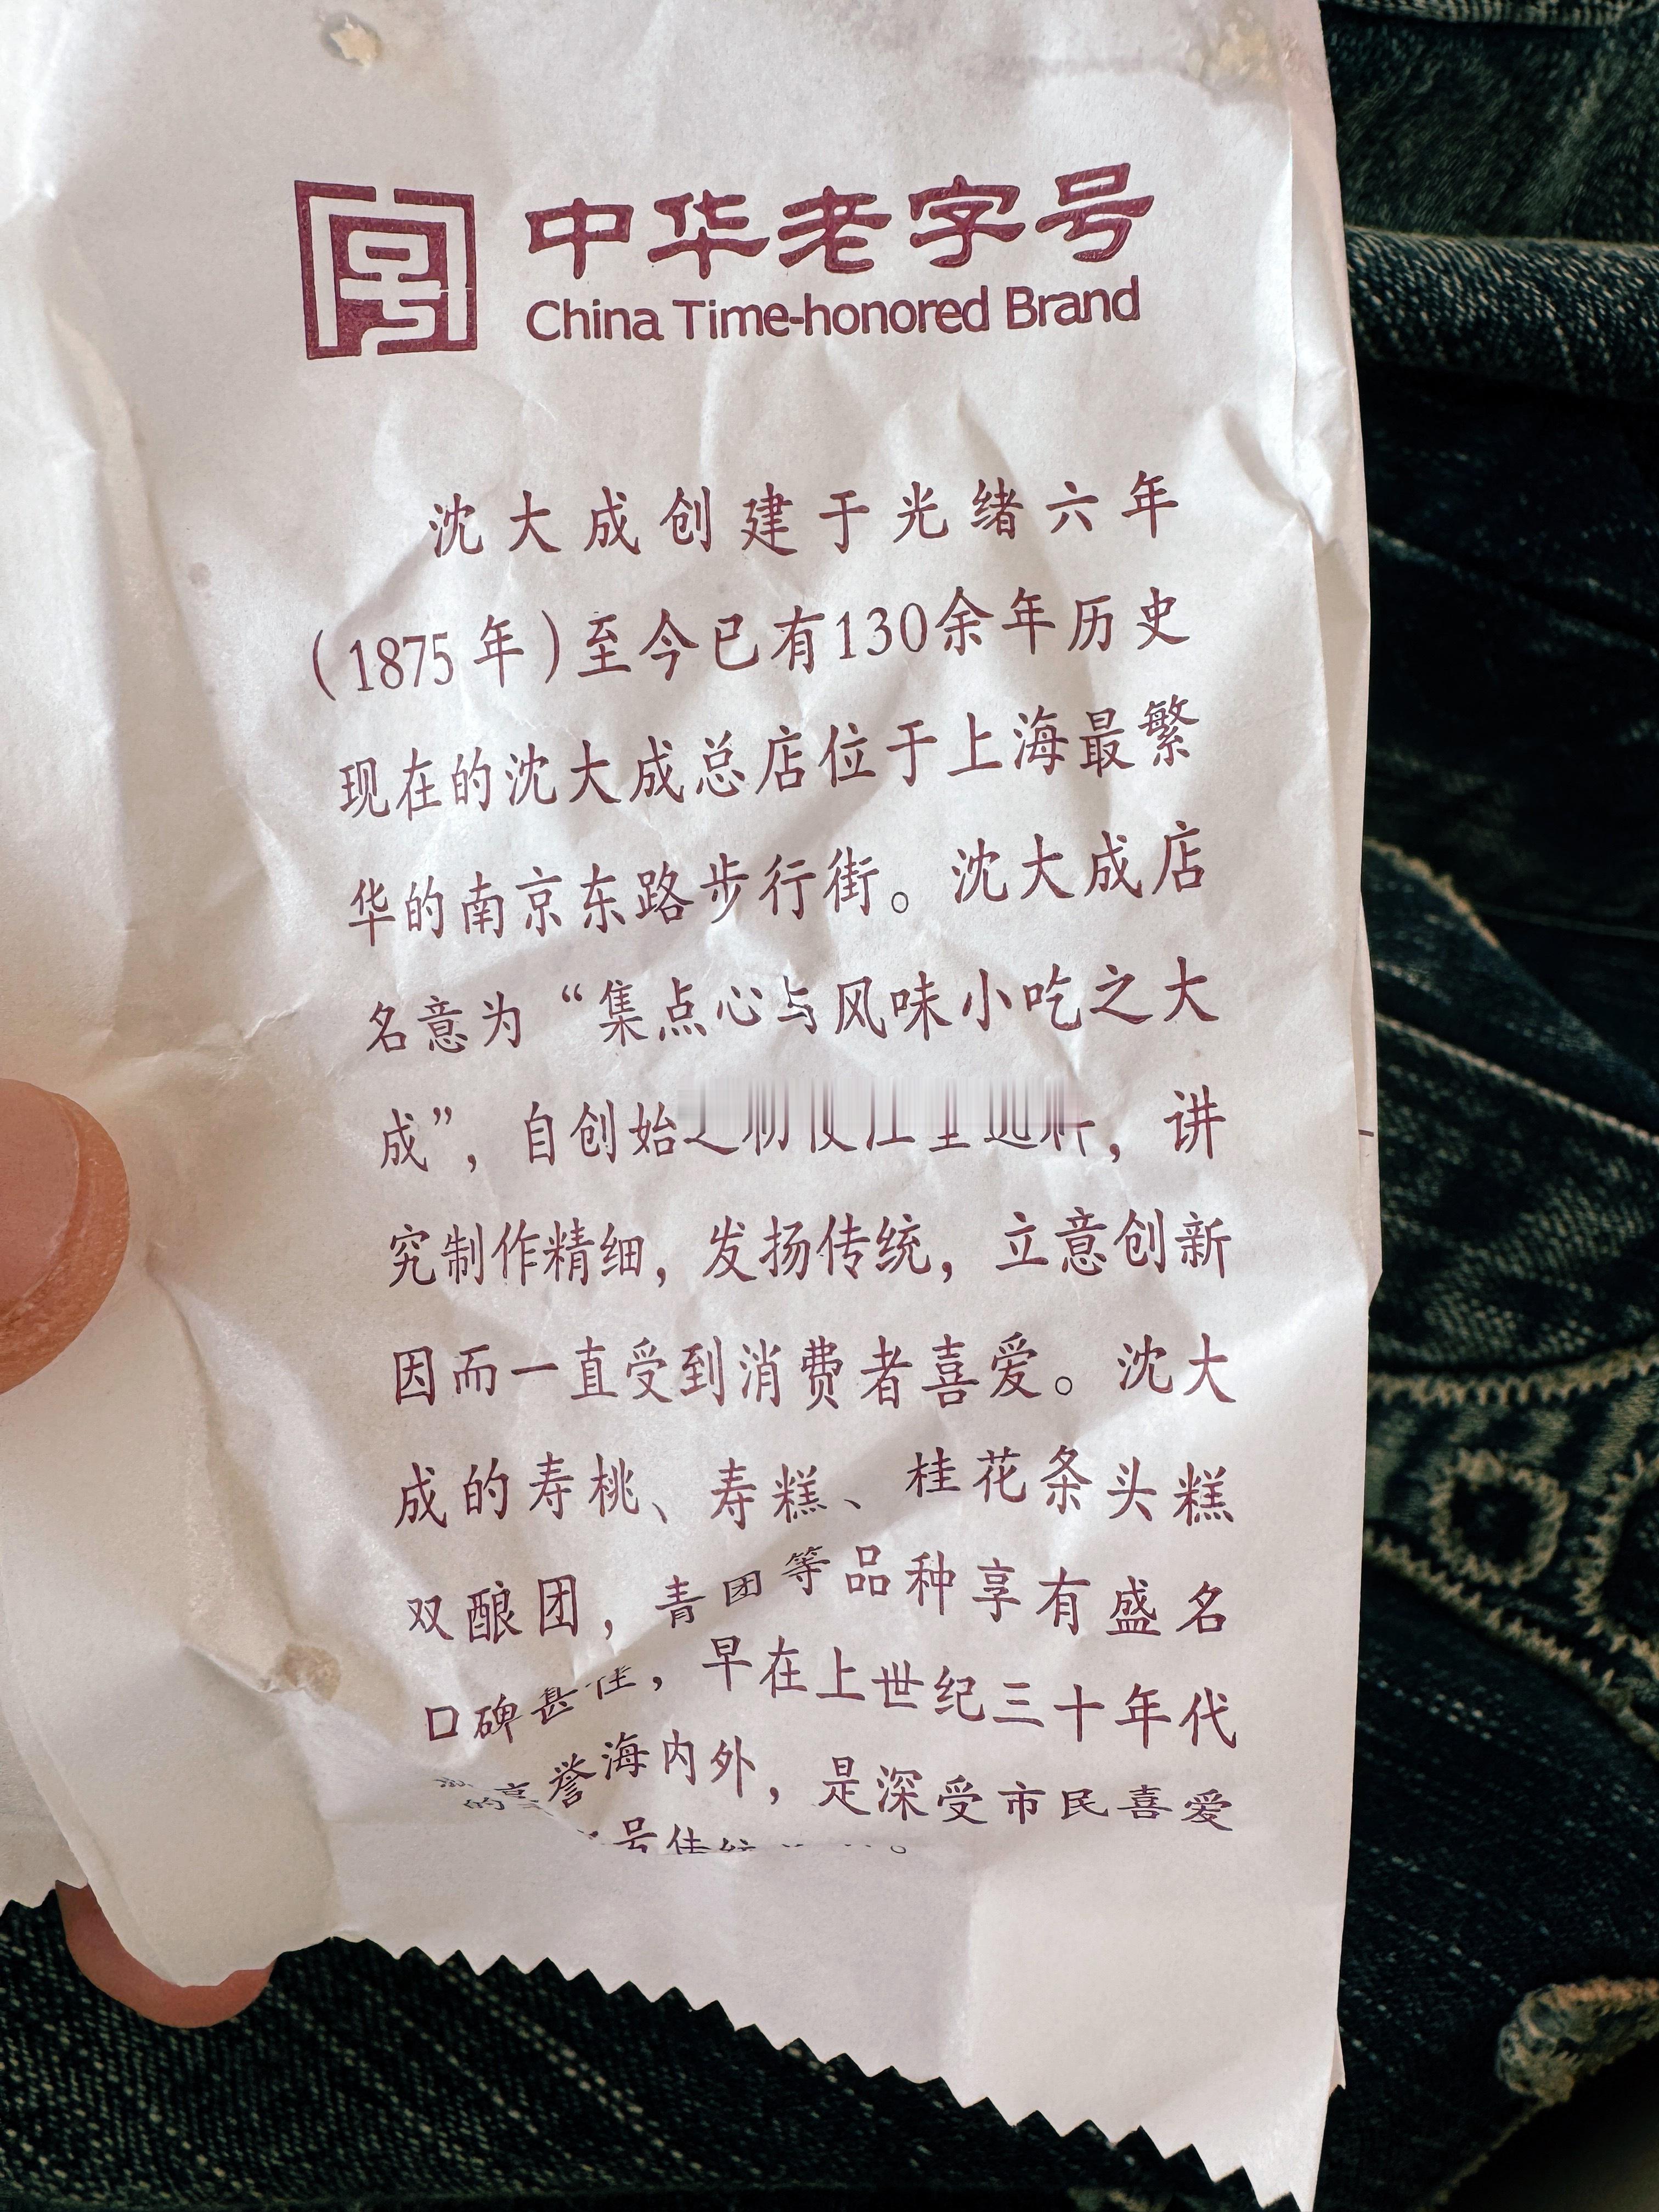 中华老字号
China Time-honored Brand
沈大成创建于光绪六年
(1875年)至今已有130余年历史
现在的沈大成总店位于上海最繁
华的南京东路步行街。沈大成店
名意为“集点心与风味小吃之大
成”，自创始之初，讲
究制作精细，发扬传统，立意创新
因而一直受到消费者喜爱。沈大
成的寿桃、寿糕、桂花条头糕
双酿团，青团等品种享有盛名
口碑甚佳，早在上世纪三十年代
享誉海内外，是深受市民喜爱
的
号传统